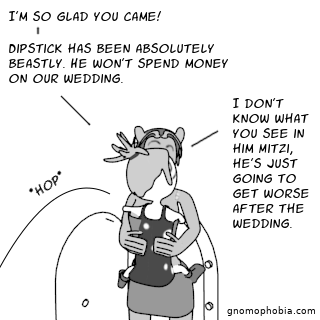 I'M SO GLAD YOU CAME!
DIPSTICK HAS BEEN ABSOLUTELY
BEASTLY. HE WON'T SPEND MONEY
ON OUR WEDDING.
I DON'T
KNOW WHAT
YOU SEE IN
HIM MITZI,
HE'S JUST
GOING TO
GET WORSE
AFTER THE
WEDDING.
*HOP*
gnomophobia.com